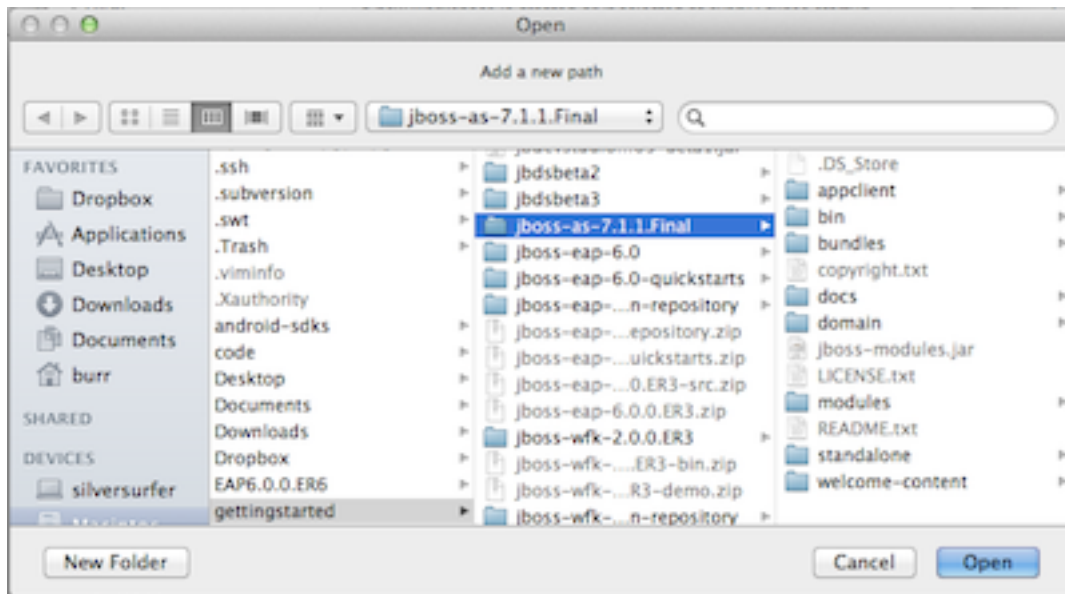 Open
Add a new path
jboss-as-7.1.1.Final
FAVORITES
Dropbox
Applications
Desktop
Downloads
Documents
burr
SHARED
DEVICES
silversurfer
.ssh
.subversion
.swt
.Trash
.viminfo
.Xauthority
android-sdks
code
Desktop
Documents
Downloads
Dropbox
EAP6.0.0.ER6
gettingstarted
jbdsbeta2
jbdsbeta3
jboss-as-7.1.1.Final
jboss-eap-6.0
jboss-eap-6.0-quickstarts
jboss-eap-...n-repository
jboss-eap-...epository.zip
jboss-eap-...uickstarts.zip
jboss-eap-...0.ER3-src.zip
jboss-eap-6.0.0.ER3.zip
jboss-wfk-2.0.0.ER3
jboss-wfk-....ER3-bin.zip
jboss-wfk-...R3-demo.zip
jboss-wfk-...n-repository
.DS_Store
appclient
bin
bundles
copyright.txt
docs
domain
jboss-modules.jar
LICENSE.txt
modules
README.txt
standalone
welcome-content
New Folder
Cancel
Open